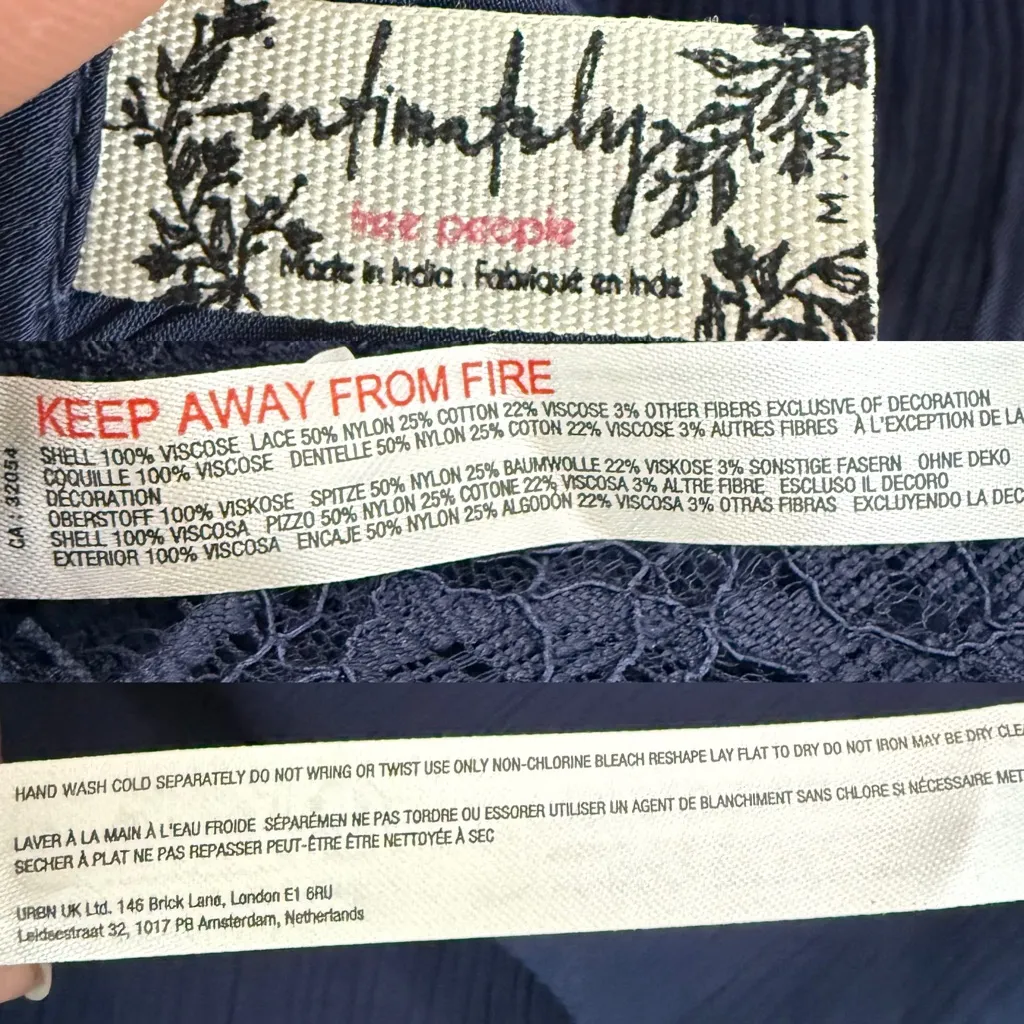 intimately
free people
Made in India . Fabriqué en Inde
M . M
KEEP AWAY FROM FIRE
SHELL 100% VISCOSE LACE 50% NYLON 25% COTTON 22% VISCOSE 3% OTHER FIBERS EXCLUSIVE OF DECORATION
COQUILLE 100% VISCOSE DENTELLE 50% NYLON 25% COTON 22% VISCOSE 3% AUTRES FIBRES À L'EXCEPTION DE LA
DÉCORATION
OBERSTOFF 100% VISKOSE SPITZE 50% NYLON 25% BAUMWOLLE 22% VISKOSE 3% SONSTIGE FASERN OHNE DEKO
SHELL 100% VISCOSA PIZZO 50% NYLON 25% COTONE 22% VISCOSA 3% ALTRE FIBRE ESCLUSO IL DECORO
EXTERIOR 100% VISCOSA ENCAJE 50% NYLON 25% ALGODÓN 22% VISCOSA 3% OTRAS FIBRAS EXCLUYENDO LA DEC
CA 32054
HAND WASH COLD SEPARATELY DO NOT WRING OR TWIST USE ONLY NON-CHLORINE BLEACH RESHAPE LAY FLAT TO DRY DO NOT IRON MAY BE DRY CLEA
LAVER À LA MAIN À L'EAU FROIDE SÉPARÉMEN NE PAS TORDRE OU ESSORER UTILISER UN AGENT DE BLANCHIMENT SANS CHLORE SI NÉCESSAIRE MET
SECHER À PLAT NE PAS REPASSER PEUT-ÊTRE ÊTRE NETTOYÉE À SEC
URBN UK Ltd. 146 Brick Lane, London E1 6RU
Leidsestraat 32, 1017 PB Amsterdam, Netherlands